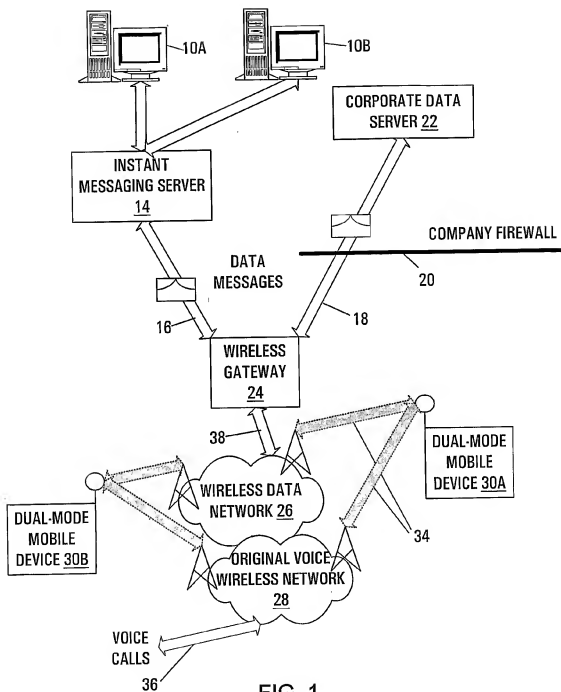 10A
10B
CORPORATE DATA
SERVER 22
INSTANT
MESSAGING SERVER
14
COMPANY FIREWALL
DATA
MESSAGES
20
16
18
WIRELESS
GATEWAY
24
38
DUAL-MODE
MOBILE
DEVICE 30A
WIRELESS DATA
NETWORK 26
34
DUAL-MODE
MOBILE
DEVICE 30B
ORIGINAL VOICE
WIRELESS NETWORK
28
VOICE
CALLS
36
FIG. 1